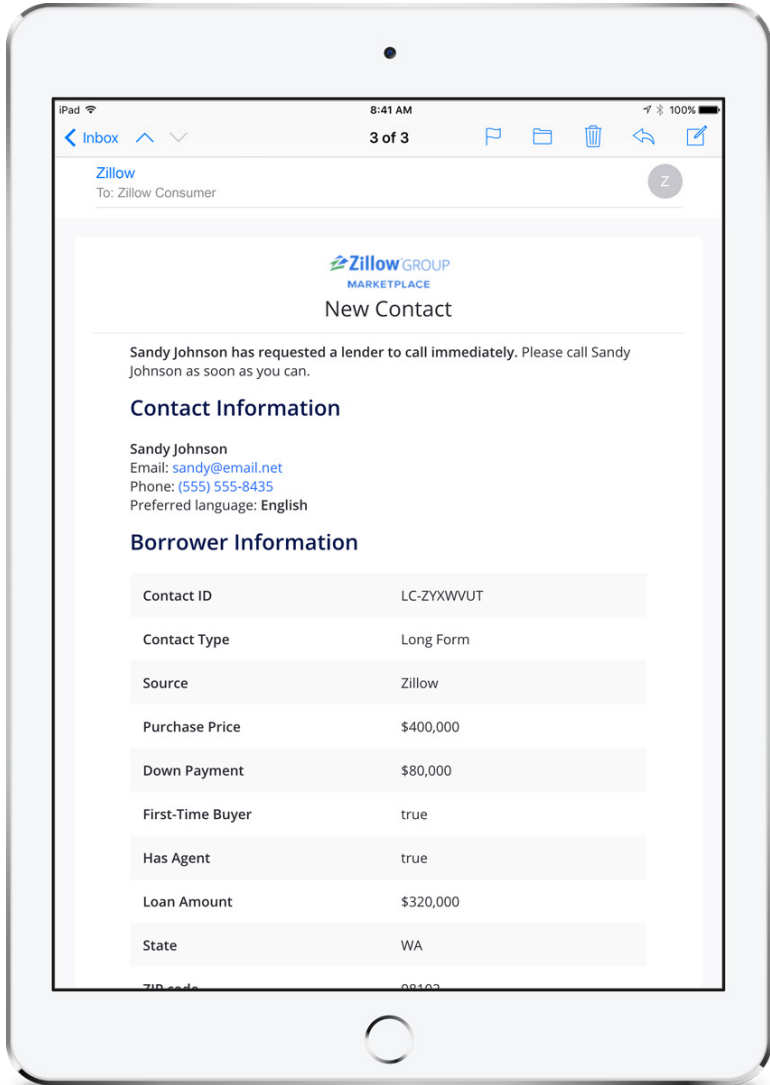 iPad 8:41 AM 100%
Inbox 3 of 3
Zillow
To: Zillow Consumer
Z
Zillow GROUP
MARKETPLACE
New Contact
Sandy Johnson has requested a lender to call immediately. Please call Sandy
Johnson as soon as you can.
Contact Information
Sandy Johnson
Email: sandy@email.net
Phone: (555) 555-8435
Preferred language: English
Borrower Information
Contact ID LC-ZYXWVUT
Contact Type Long Form
Source Zillow
Purchase Price $400,000
Down Payment $80,000
First-Time Buyer true
Has Agent true
Loan Amount $320,000
State WA
ZIP code